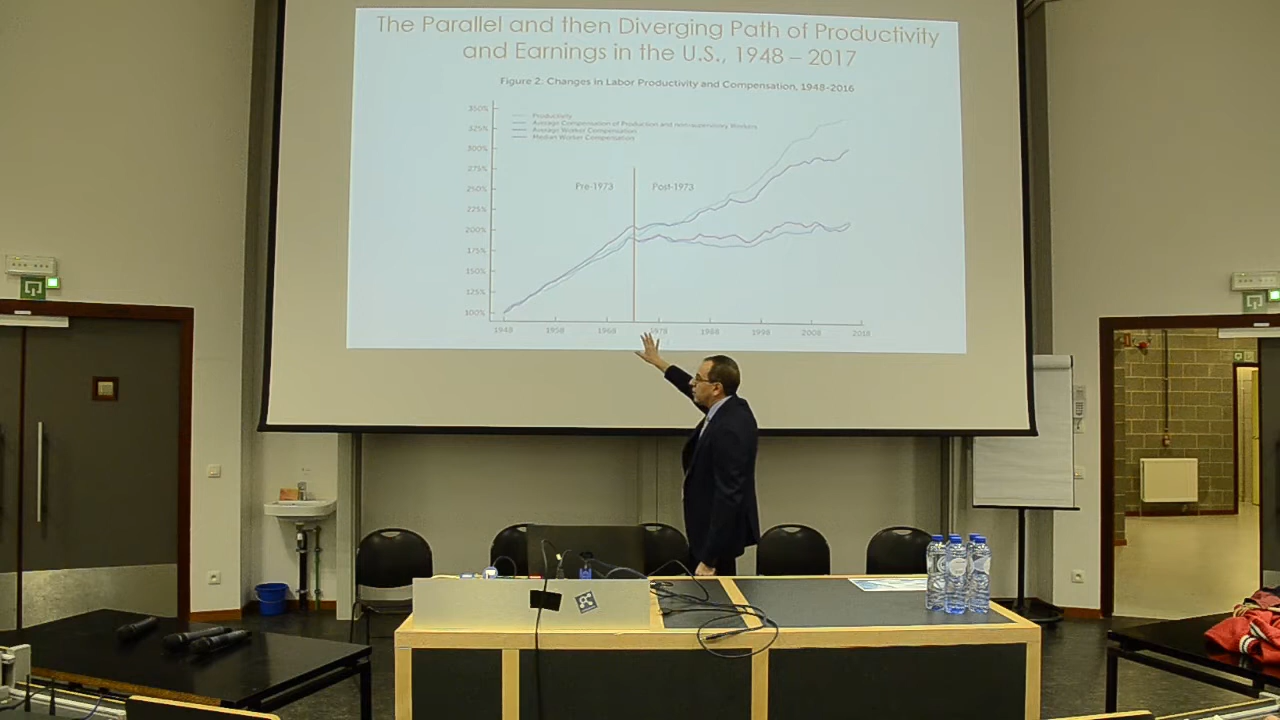 The Parallel and then Diverging Path of Productivity
and Earnings in the U.S., 1948 – 2017
Figure 2: Changes in Labor Productivity and Compensation, 1948-2016
350%
325%
300%
275%
250%
225%
200%
175%
150%
125%
100%
Productivity
Average Compensation of Production and non-supervisory Workers
Average Worker Compensation
Median Worker Compensation
Pre-1973
Post-1973
1948
1958
1968
1978
1988
1998
2008
2018